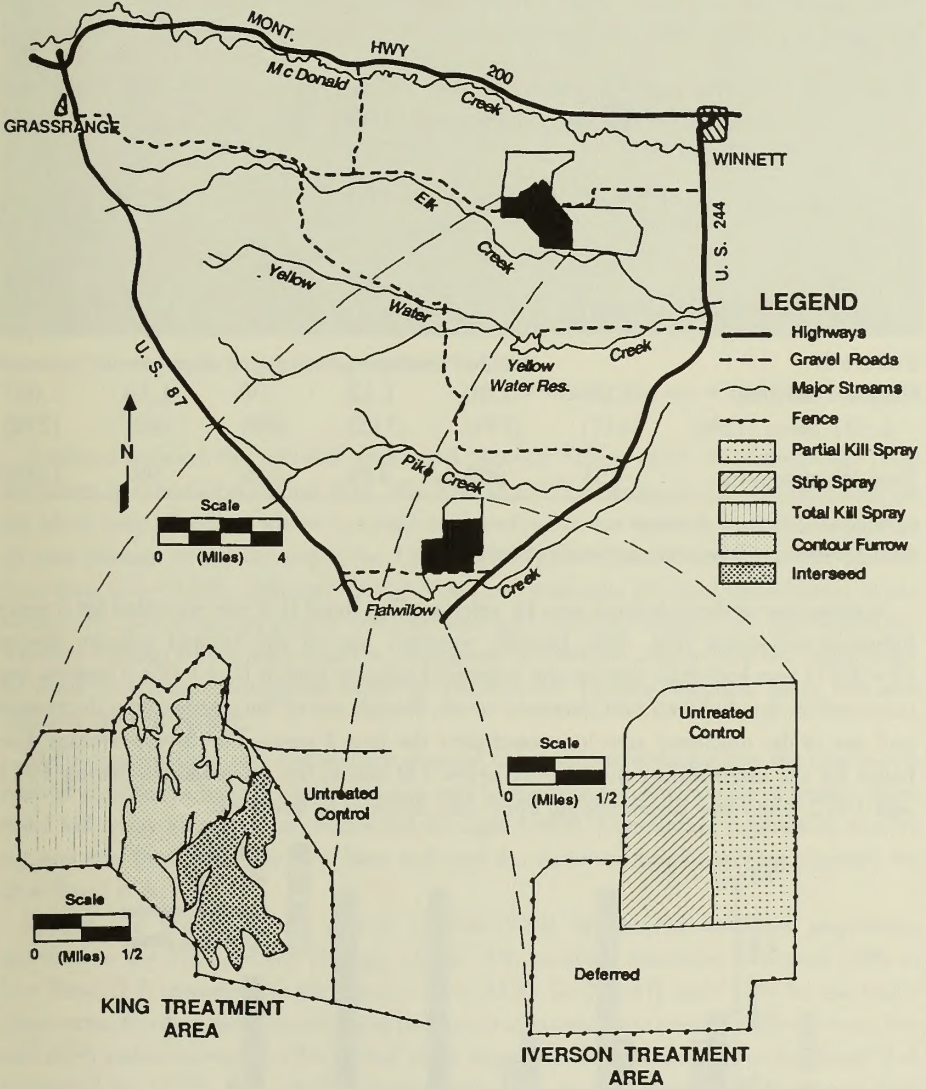 MONT. HWY 200
McDonald Creek
GRASSRANGE
WINNETT
Elk Creek
U. S. 244
Yellow Water Creek
Yellow
Water Res.
U. S. 87
N
Pike Creek
Scale
0 (Miles) 4
Flatwillow Creek
LEGEND
Highways
Gravel Roads
Major Streams
Fence
Partial Kill Spray
Strip Spray
Total Kill Spray
Contour Furrow
Interseed
Untreated
Control
Scale
0 (Miles) 1/2
KING TREATMENT
AREA
Scale
0 (Miles) 1/2
Untreated
Control
Deferred
IVERSON TREATMENT
AREA